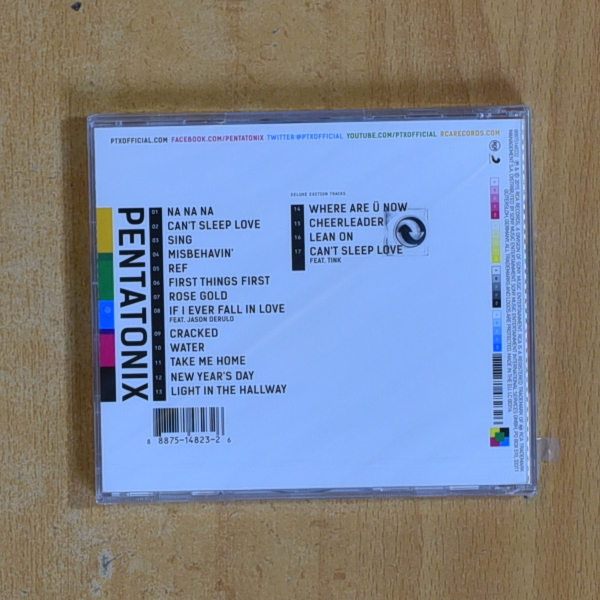 PTXOFFICIAL.COM FACEBOOK.COM/PENTATONIX TWITTER@PTXOFFICIAL YOUTUBE.COM/PTXOFFICIAL RCARECORDS.COM
PENTATONIX
01 NA NA NA
02 CAN'T SLEEP LOVE
03 SING
04 MISBEHAVIN'
05 REF
06 FIRST THINGS FIRST
07 ROSE GOLD
08 IF I EVER FALL IN LOVE
FEAT. JASON DERULO
09 CRACKED
10 WATER
11 TAKE ME HOME
12 NEW YEAR'S DAY
13 LIGHT IN THE HALLWAY
DELUXE EDITION TRACKS
14 WHERE ARE Ü NOW
15 CHEERLEADER
16 LEAN ON
17 CAN'T SLEEP LOVE
FEAT. TINK
8 8875-14823-2 6